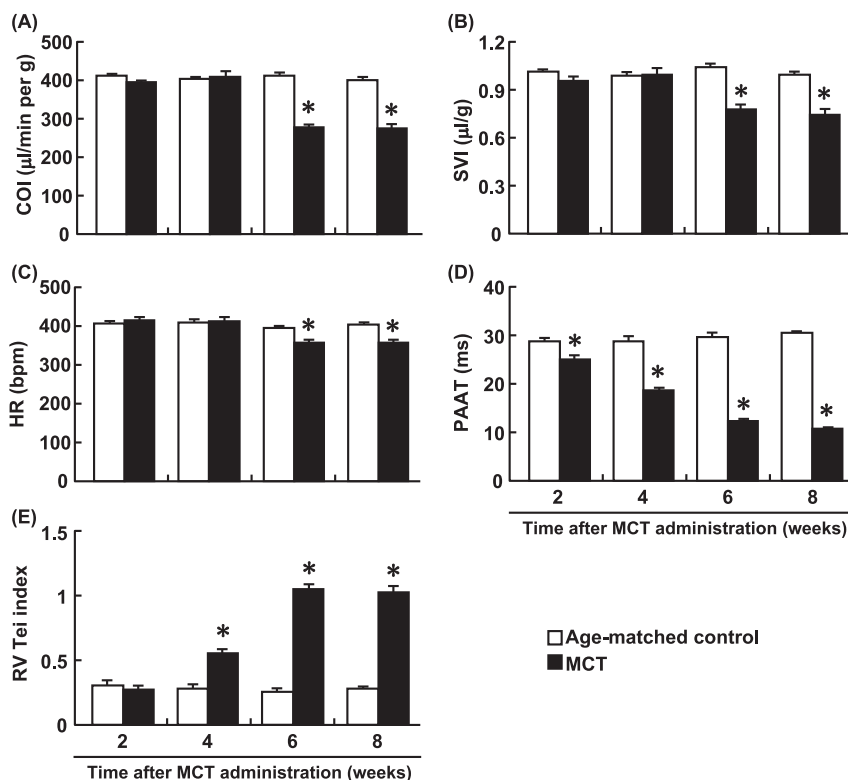 (A)
500
400
300
200
100
0
COI (µl/min per g)
* *
(B)
1.2
0.9
0.6
0.3
0
SVI (µl/g)
* *
(C)
500
400
300
200
100
0
HR (bpm)
* *
(D)
40
30
20
10
0
PAAT (ms)
* * * *
2 4 6 8
Time after MCT administration (weeks)
(E)
1.5
1
0.5
0
RV Tei index
* * *
2 4 6 8
Time after MCT administration (weeks)
Age-matched control
MCT